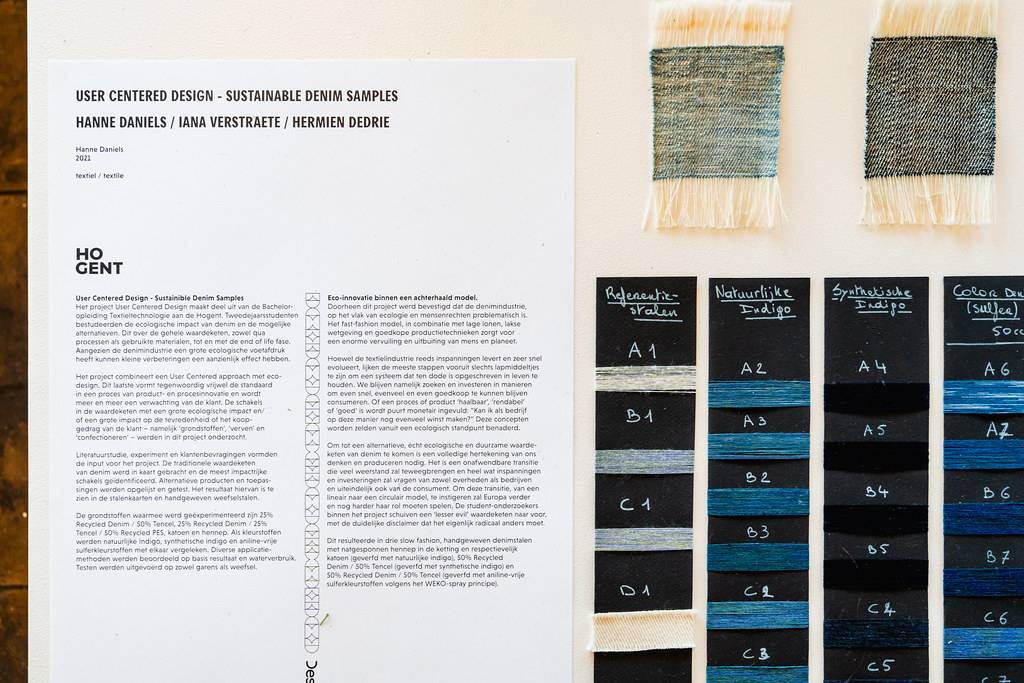 USER CENTERED DESIGN - SUSTAINABLE DENIM SAMPLES
HANNE DANIELS / IANA VERSTRAETE / HERMIEN DEDRIE
Hanne Daniels
2021
textiel / textile
HO
GENT
User Centered Design - Sustainible Denim Samples
Het project User Centered Design maakt deel uit van de Bachelor-
opleiding Textieltechnologie aan de Hogent. Tweedejaarsstudenten
bestudeerden de ecologische impact van denim en de mogelijke
alternatieven. Dit over de gehele waardeketen, zowel qua
processen als gebruikte materialen, tot en met de end of life fase.
Aangezien de denimindustrie een grote ecologische voetafdruk
heeft kunnen kleine verbeteringen een aanzienlijk effect hebben.
Het project combineert een User Centered approach met eco-
design. Dit laatste vormt tegenwoordig vrijwel de standaard
in een proces van product- en procesinnovatie en wordt
meer en meer een verwachting van de klant. De schakels
in de waardeketen met een grote ecologische impact en/
of een grote impact op de tevredenheid of het koop-
gedrag van de klant – namelijk 'grondstoffen', 'verven' en
'confectioneren' – werden in dit project onderzocht.
Literatuurstudie, experiment en klantenbevragingen vormden
de input voor het project. De traditionele waardeketen
van denim werd in kaart gebracht en de meest impactrijke
schakels geïdentificeerd. Alternatieve producten en toepas-
singen werden opgelijst en getest. Het resultaat hiervan is te
zien in de stalenkaarten en handgeweven weefselstalen.
De grondstoffen waarmee werd geëxperimenteerd zijn 25%
Recycled Denim / 50% Tencel, 25% Recycled Denim / 25%
Tencel / 50% Recycled PES, katoen en hennep. Als kleurstoffen
werden natuurlijke indigo, synthetische indigo en aniline-vrije
sulferkleurstoffen met elkaar vergeleken. Diverse applicatie-
methoden werden beoordeeld op basis resultaat en waterverbruik.
Testen werden uitgevoerd op zowel garens als weefsel.
Eco-innovatie binnen een achterhaald model.
Doorheen dit project werd bevestigd dat de denimindustrie,
op het vlak van ecologie en mensenrechten problematisch is.
Het fast-fashion model, in combinatie met lage lonen, lakse
wetgeving en goedkope productietechnieken zorgt voor
een enorme vervuiling en uitbuiting van mens en planeet.
Hoewel de textielindustrie reeds inspanningen levert en zeer snel
evolueert, lijken de meeste stappen vooruit slechts lapmiddeltjes
te zijn om een systeem dat ten dode is opgeschreven in leven te
houden. We blijven namelijk zoeken en investeren in manieren
om even snel, evenveel en even goedkoop te kunnen blijven
consumeren. Of een proces of product 'haalbaar', 'rendabel'
of 'goed' is wordt puur monetair ingevuld: "Kan ik als bedrijf
op deze manier nog evenveel winst maken?" Deze concepten
worden zelden vanuit een ecologisch standpunt benaderd.
Om tot een alternatieve, écht ecologische en duurzame waarde-
keten van denim te komen is een volledige hertekening van ons
denken en produceren nodig. Het is een onafwendbare transitie
die veel weerstand zal teweegbrengen en heel wat inspanningen
en investeringen zal vragen van zowel overheden als bedrijven
en uiteindelijk ook van de consument. Om deze transitie, van een
lineair naar een circulair model, te instigeren zal Europa verder
en nog harder haar rol moeten spelen. De student-onderzoekers
binnen het project schuiven een 'lesser evil' waardeketen naar voor,
met de duidelijke disclaimer dat het eigenlijk radicaal anders moet.
Dit resulteerde in drie slow fashion, handgeweven denimstalen
met natgesponnen hennep in de ketting en respectievelijk
katoen (geverfd met natuurlijke indigo), 50% Recycled
Denim / 50% Tencel (geverfd met synthetische indigo) en
50% Recycled Denim / 50% Tencel (geverfd met aniline-vrije
sulferkleurstoffen volgens het WEKO-spray principe).
Des
Referentie-
stalen
A1
B1
C1
D1
Natuurlijke
Indigo
A2
A3
B2
B3
C2
C3
Synthetische
Indigo
A4
A5
B4
B5
C4
C5
COLOR Den
(Sulfer)
50cc
A6
A7
B6
B7
C6
C7